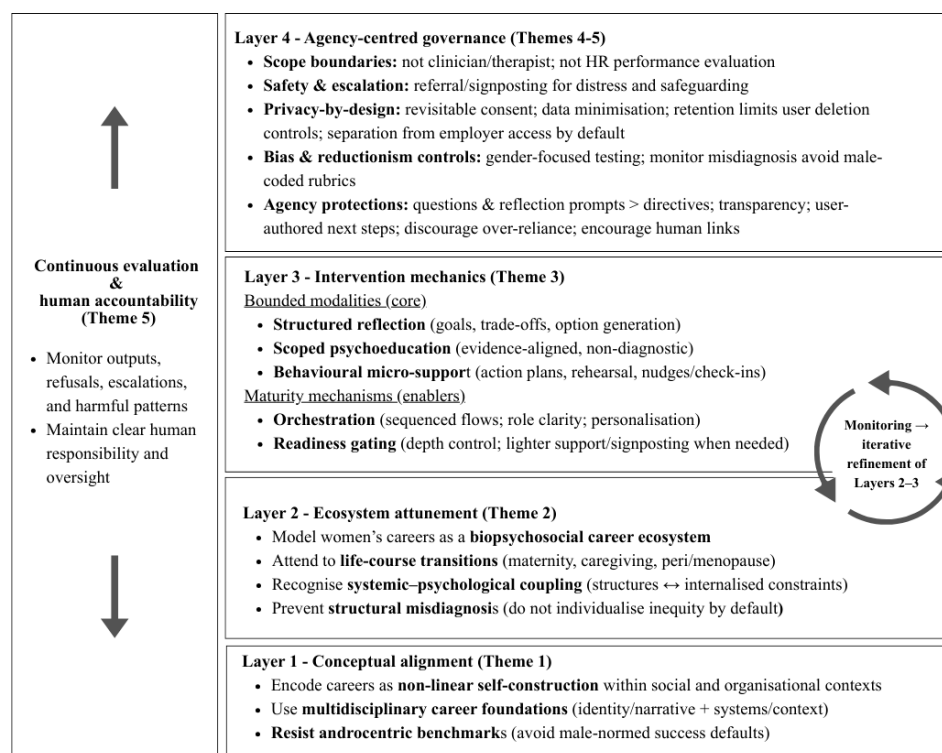 Continuous evaluation
&
human accountability
(Theme 5)
• Monitor outputs,
refusals, escalations,
and harmful patterns
• Maintain clear human
responsibility and
oversight
Layer 4 - Agency-centred governance (Themes 4-5)
• Scope boundaries: not clinician/therapist; not HR performance evaluation
• Safety & escalation: referral/signposting for distress and safeguarding
• Privacy-by-design: revisitable consent; data minimisation; retention limits user deletion
controls; separation from employer access by default
• Bias & reductionism controls: gender-focused testing; monitor misdiagnosis avoid male-
coded rubrics
• Agency protections: questions & reflection prompts > directives; transparency; user-
authored next steps; discourage over-reliance; encourage human links
Layer 3 - Intervention mechanics (Theme 3)
Bounded modalities (core)
• Structured reflection (goals, trade-offs, option generation)
• Scoped psychoeducation (evidence-aligned, non-diagnostic)
• Behavioural micro-support (action plans, rehearsal, nudges/check-ins)
Maturity mechanisms (enablers)
• Orchestration (sequenced flows; role clarity; personalisation)
• Readiness gating (depth control; lighter support/signposting when needed)
Monitoring →
iterative
refinement of
Layers 2–3
Layer 2 - Ecosystem attunement (Theme 2)
• Model women's careers as a biopsychosocial career ecosystem
• Attend to life-course transitions (maternity, caregiving, peri/menopause)
• Recognise systemic–psychological coupling (structures ↔ internalised constraints)
• Prevent structural misdiagnosis (do not individualise inequity by default)
Layer 1 - Conceptual alignment (Theme 1)
• Encode careers as non-linear self-construction within social and organisational contexts
• Use multidisciplinary career foundations (identity/narrative + systems/context)
• Resist androcentric benchmarks (avoid male-normed success defaults)